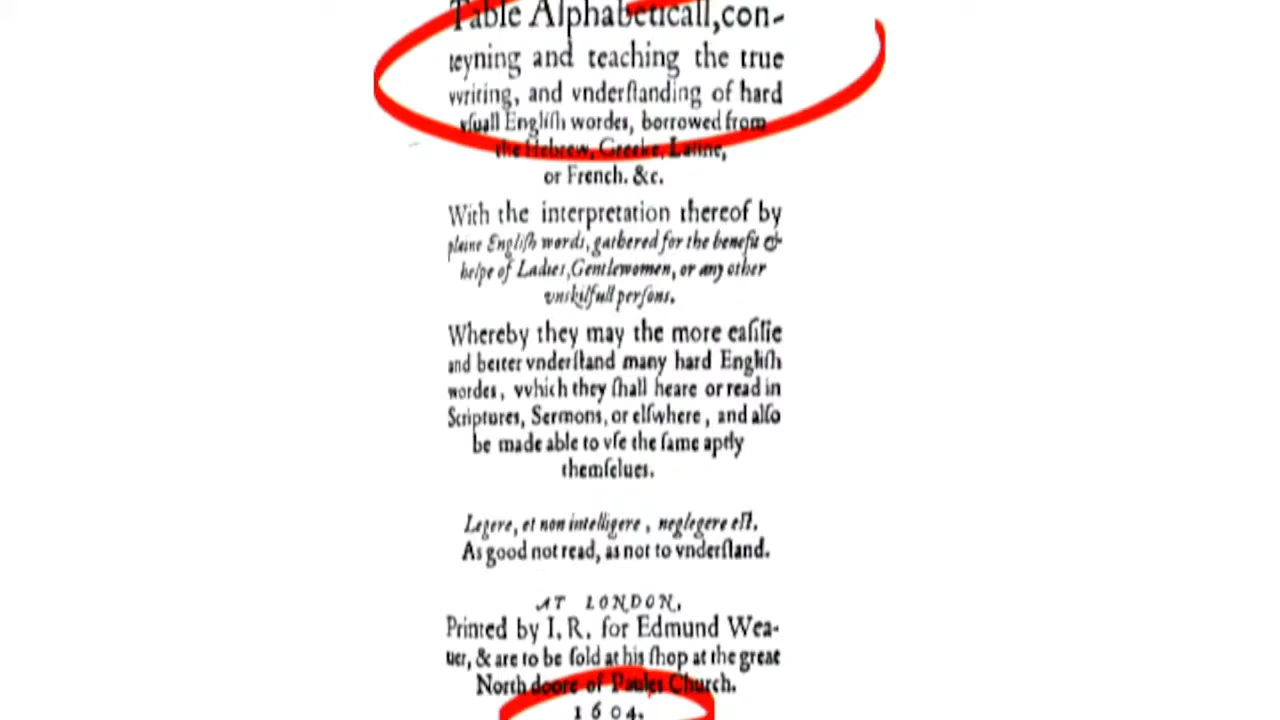 Table Alphabeticall,con-
teyning and teaching the true
vvriting, and vnderſtanding of hard
vſuall Engliſh wordes, borrowed from
the Hebrew, Greeke, Latine,
or French. &c.
With the interpretation thereof by
plaine Engliſh words, gathered for the benefit &
helpe of Ladies, Gentlewomen, or any other
vnskilfull perſons.
Whereby they may the more eaſilie
and better vnderſtand many hard Engliſh
wordes, vvhich they ſhall heare or read in
Scriptures, Sermons, or elſwhere, and alſo
be made able to vſe the ſame aptly
themſelues.
Legere, et non intelligere, neglegere eſt.
As good not read, as not to vnderſtand.
AT LONDON,
Printed by I. R. for Edmund Wea-
uer, & are to be ſold at his ſhop at the great
North doore of Paules Church.
1604.